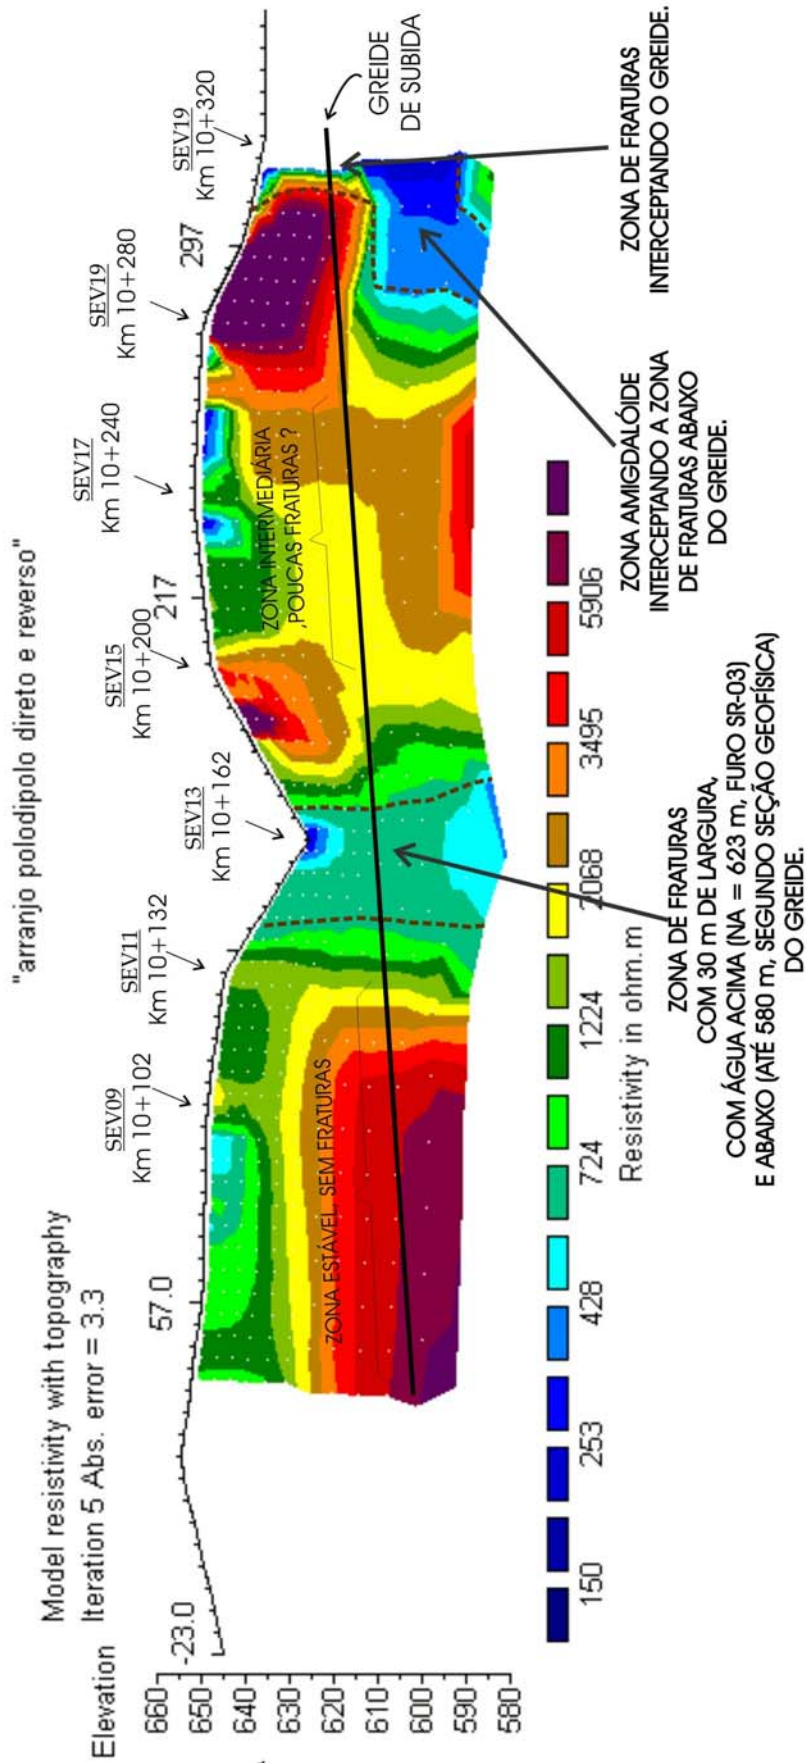 "arranjo polodipolo direto e reverso"
Model resistivity with topography
Iteration 5 Abs. error = 3.3
Elevation
660
650
640
630
620
610
600
590
580
-23.0
57.0
SEV09
Km 10+102
SEV11
Km 10+132
SEV13
Km 10+162
SEV15
Km 10+200
217
SEV17
Km 10+240
SEV19
Km 10+280
297
SEV19
Km 10+320
GREIDE
DE SUBIDA
ZONA ESTÁVEL, SEM FRATURAS
ZONA INTERMEDIÁRIA
,POUCAS FRATURAS ?
150
253
428
724
1224
2068
3495
5906
Resistivity in ohm.m
ZONA DE FRATURAS
COM 30 m DE LARGURA,
COM ÁGUA ACIMA (NA = 623 m, FURO SR-03)
E ABAIXO (ATÉ 580 m, SEGUNDO SEÇÃO GEOFÍSICA)
DO GREIDE.
ZONA AMIGDALÓIDE
INTERCEPTANDO A ZONA
DE FRATURAS ABAIXO
DO GREIDE.
ZONA DE FRATURAS
INTERCEPTANDO O GREIDE.